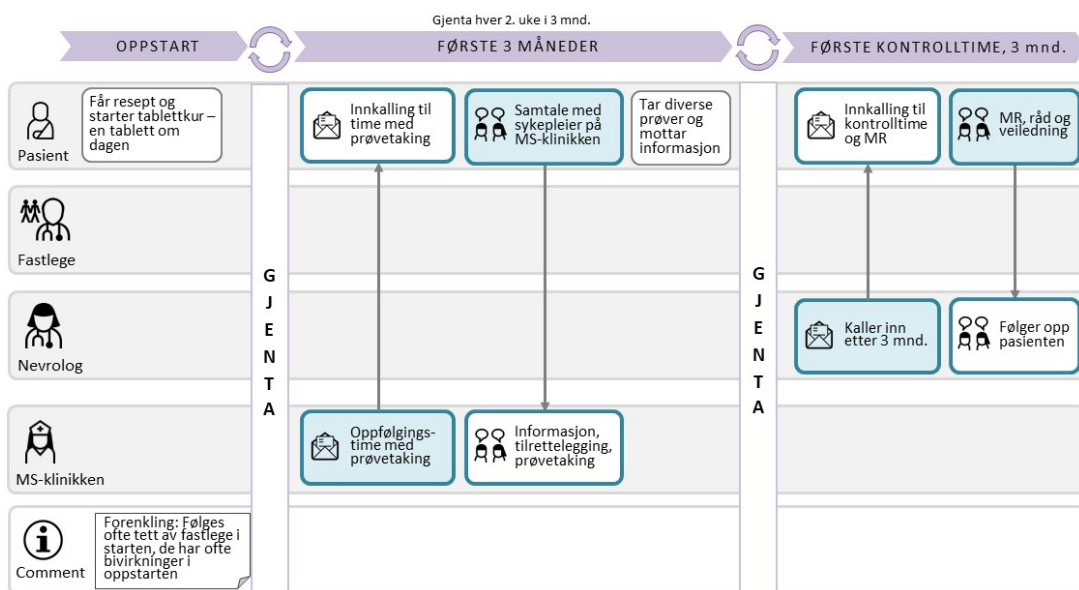 Gjenta hver 2. uke i 3 mnd.
OPPSTART
FØRSTE 3 MÅNEDER
FØRSTE KONTROLLTIME, 3 mnd.
Pasient
Får resept og
starter tablettkur –
en tablett om
dagen
Innkalling til
time med
prøvetaking
Samtale med
sykepleier på
MS-klinikken
Tar diverse
prøver og
mottar
informasjon
Innkalling til
kontrolltime
og MR
MR, råd og
veiledning
Fastlege
GJENTA
GJENTA
Nevrolog
Kaller inn
etter 3 mnd.
Følger opp
pasienten
MS-klinikken
Oppfølgings-
time med
prøvetaking
Informasjon,
tilrettelegging,
prøvetaking
Comment
Forenkling: Følges
ofte tett av fastlege i
starten, de har ofte
bivirkninger i
oppstarten